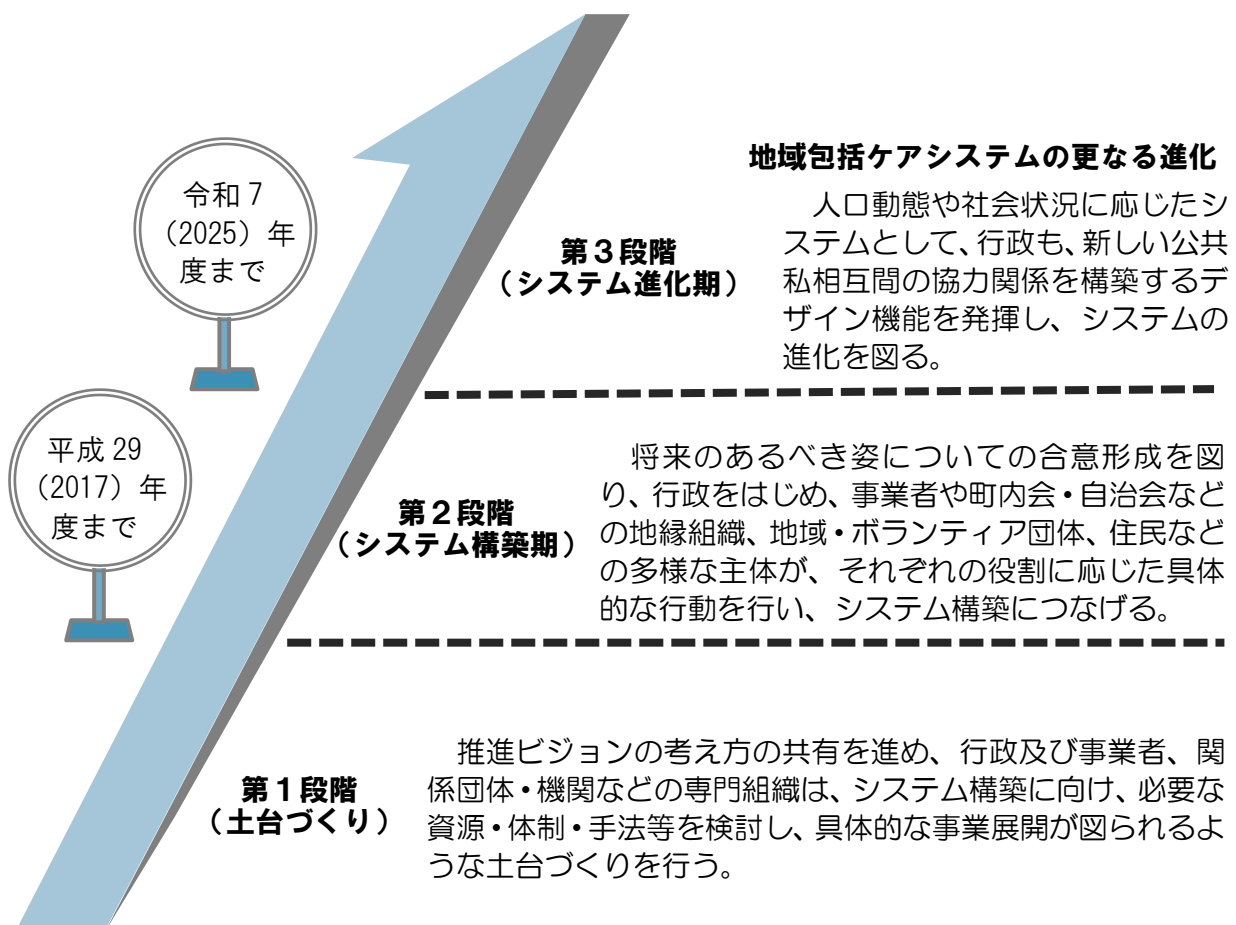 地域包括ケアシステムの更なる進化
令和7
（2025）年
度まで
第３段階
（システム進化期）
人口動態や社会状況に応じたシ
ステムとして、行政も、新しい公共
私相互間の協力関係を構築するデ
ザイン機能を発揮し、システムの
進化を図る。
平成29
（2017）年
度まで
第２段階
（システム構築期）
将来のあるべき姿についての合意形成を図
り、行政をはじめ、事業者や町内会・自治会など
の地縁組織、地域・ボランティア団体、住民など
の多様な主体が、それぞれの役割に応じた具体
的な行動を行い、システム構築につなげる。
第１段階
（土台づくり）
推進ビジョンの考え方の共有を進め、行政及び事業者、関
係団体・機関などの専門組織は、システム構築に向け、必要な
資源・体制・手法等を検討し、具体的な事業展開が図られるよ
うな土台づくりを行う。